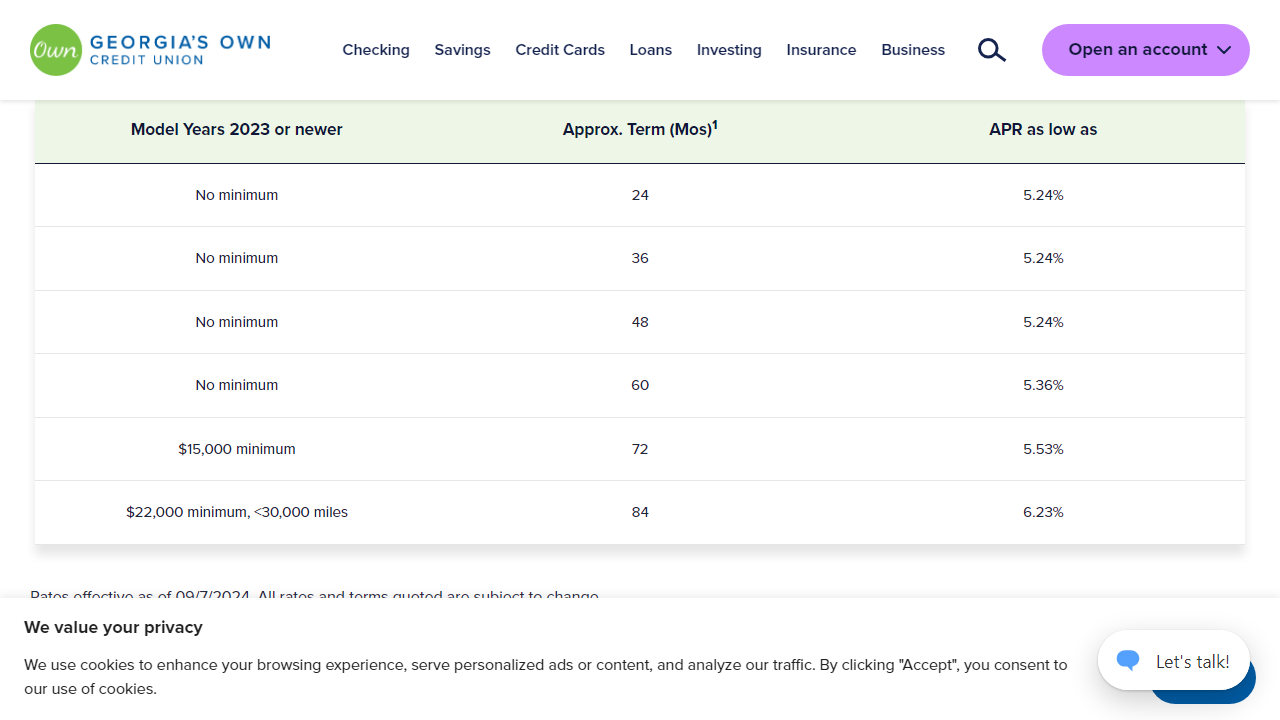 Own GEORGIA'S OWN
CREDIT UNION
Checking Savings Credit Cards Loans Investing Insurance Business Open an account
Model Years 2023 or newer Approx. Term (Mos)1 APR as low as
No minimum 24 5.24%
No minimum 36 5.24%
No minimum 48 5.24%
No minimum 60 5.36%
$15,000 minimum 72 5.53%
$22,000 minimum, <30,000 miles 84 6.23%
Rates effective as of 09/7/2024. All rates and terms quoted are subject to change.
We value your privacy
We use cookies to enhance your browsing experience, serve personalized ads or content, and analyze our traffic. By clicking "Accept", you consent to
our use of cookies.
Let's talk!